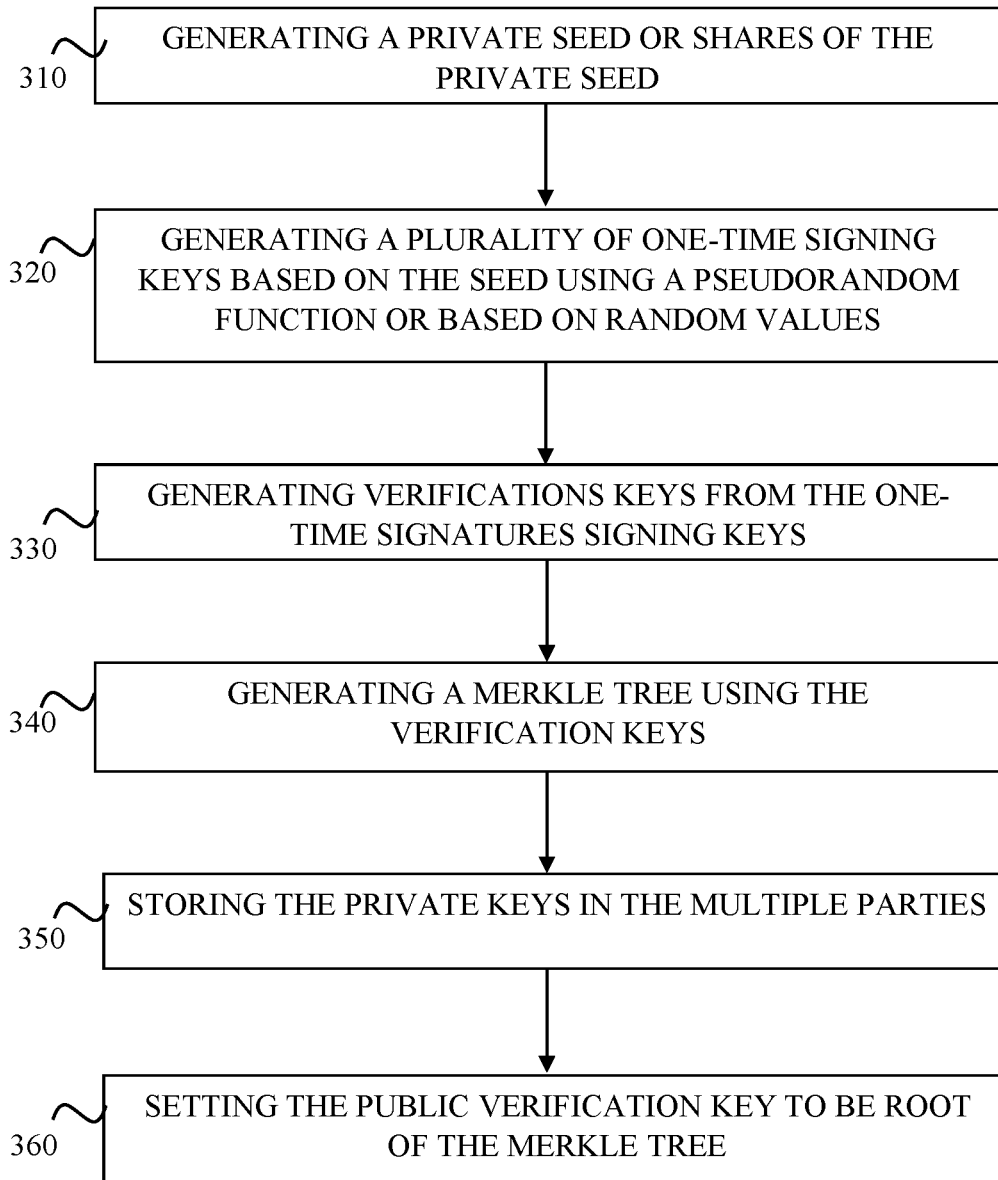 GENERATING A PRIVATE SEED OR SHARES OF THE
PRIVATE SEED
310
GENERATING A PLURALITY OF ONE-TIME SIGNING
KEYS BASED ON THE SEED USING A PSEUDORANDOM
FUNCTION OR BASED ON RANDOM VALUES
320
GENERATING VERIFICATIONS KEYS FROM THE ONE-
TIME SIGNATURES SIGNING KEYS
330
GENERATING A MERKLE TREE USING THE
VERIFICATION KEYS
340
STORING THE PRIVATE KEYS IN THE MULTIPLE PARTIES
350
SETTING THE PUBLIC VERIFICATION KEY TO BE ROOT
OF THE MERKLE TREE
360